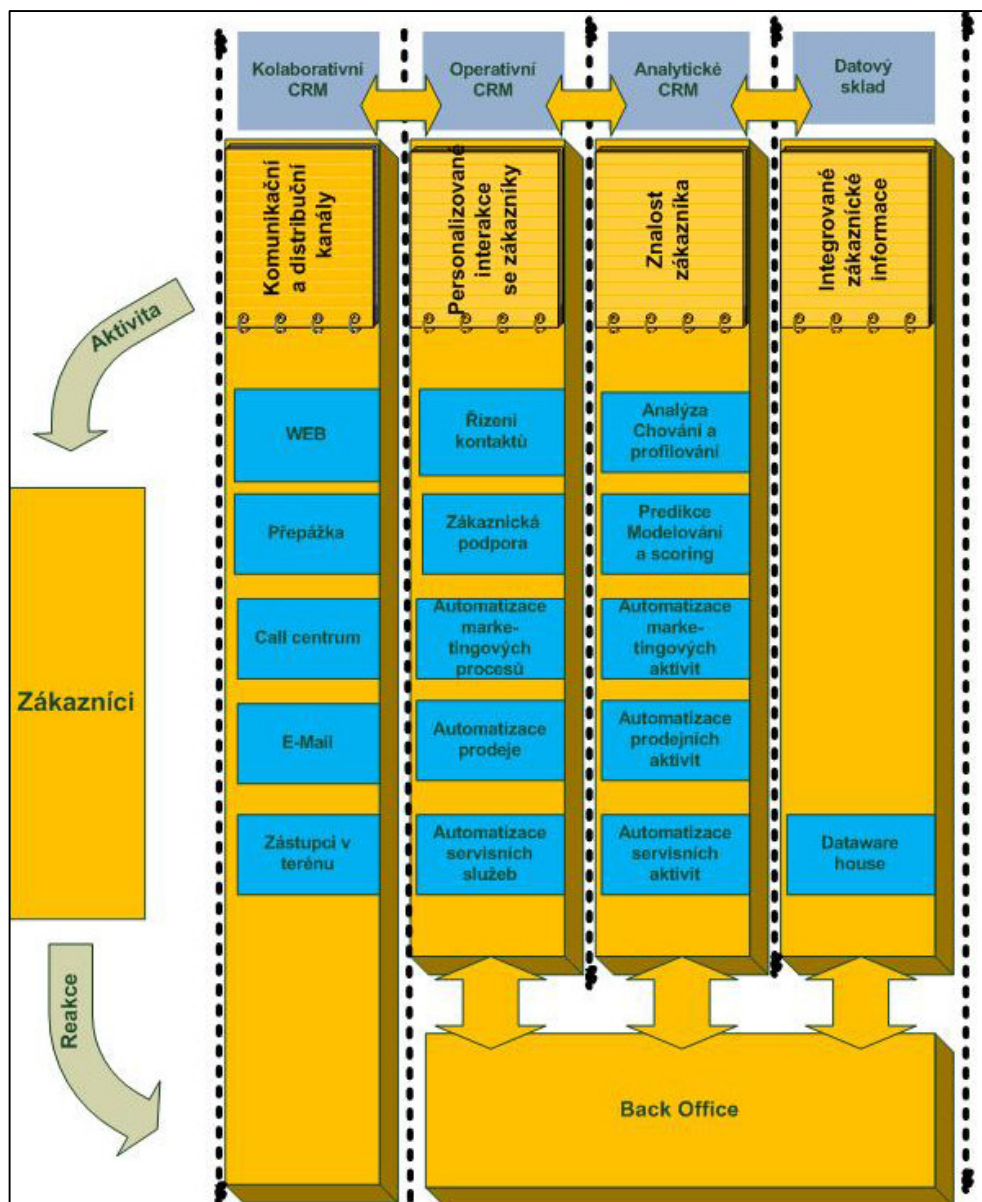 Kolaborativní
CRM
Operativní
CRM
Analytické
CRM
Datový
sklad
Komunikační
a distribuční
kanály
Personalizované
interakce
se zákazníky
Znalost
zákazníka
Integrované
zákaznické
informace
Aktivita
WEB
Řízení
kontaktů
Analýza
Chování a
profilování
Přepážka
Zákaznická
podpora
Predikce
Modelování
a scoring
Call centrum
Automatizace
marke-
tingových
procesů
Automatizace
marke-
tingových
aktivit
Zákazníci
E-Mail
Automatizace
prodeje
Automatizace
prodejních
aktivit
Zástupci v
terénu
Automatizace
servisních
služeb
Automatizace
servisních
aktivit
Dataware
house
Reakce
Back Office